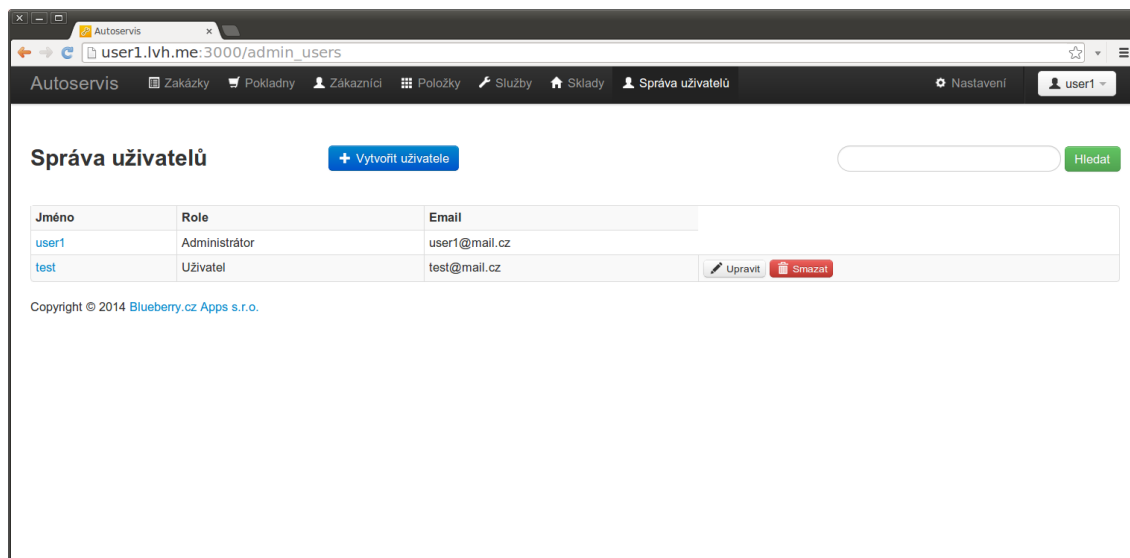 Autoservis
user1.lvh.me:3000/admin_users
Autoservis Zakázky Pokladny Zákazníci Položky Služby Sklady Správa uživatelů Nastavení user1
Správa uživatelů Vytvořit uživatele Hledat
Jméno Role Email
user1 Administrátor user1@mail.cz
test Uživatel test@mail.cz Upravit Smazat
Copyright © 2014 Blueberry.cz Apps s.r.o.